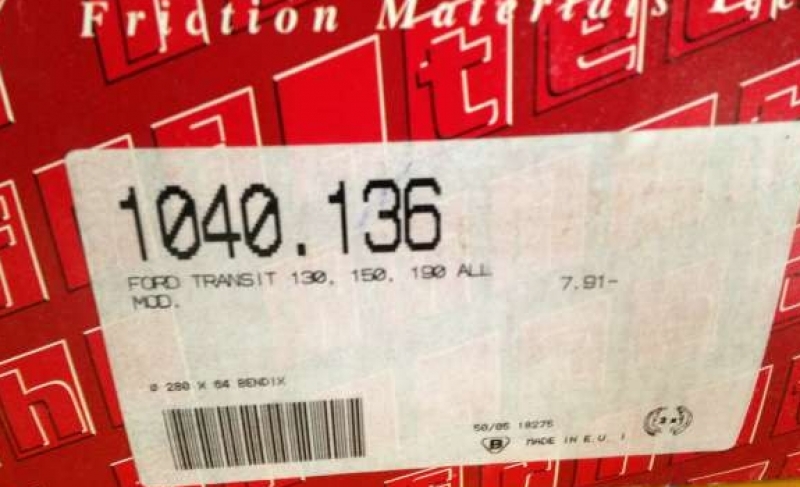 Friction Materials
1040.136
FORD TRANSIT 130, 150, 190 ALL 7.91-
MOD.
Ø 280 X 64 BENDIX
50/05 18275
B MADE IN E.U.